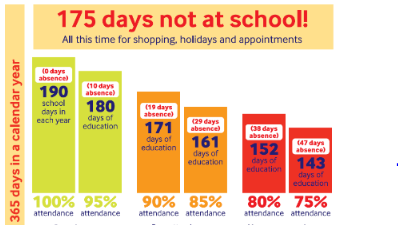 175 days not at school!
All this time for shopping, holidays and appointments
365 days in a calendar year
(0 days
absence)
190
school
days in
each year
(10 days
absence)
180
days of
education
(19 days
absence)
171
days of
education
(29 days
absence)
161
days of
education
(38 days
absence)
152
days of
education
(47 days
absence)
143
days of
education
100%
attendance
95%
attendance
90%
attendance
85%
attendance
80%
attendance
75%
attendance